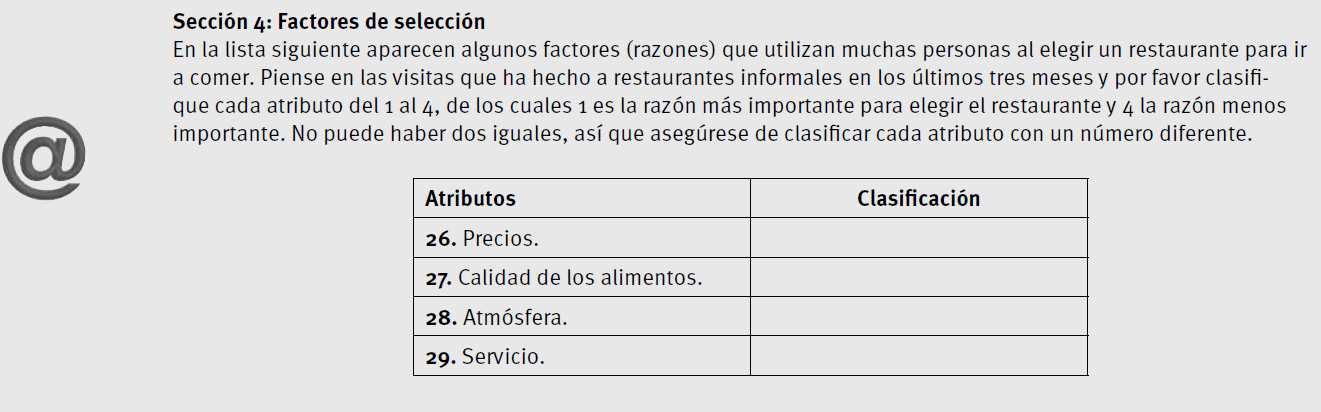 Sección 4: Factores de selección
En la lista siguiente aparecen algunos factores (razones) que utilizan muchas personas al elegir un restaurante para ir
a comer. Piense en las visitas que ha hecho a restaurantes informales en los últimos tres meses y por favor clasifi-
que cada atributo del 1 al 4, de los cuales 1 es la razón más importante para elegir el restaurante y 4 la razón menos
importante. No puede haber dos iguales, así que asegúrese de clasificar cada atributo con un número diferente.
@
Atributos Clasificación
26. Precios.
27. Calidad de los alimentos.
28. Atmósfera.
29. Servicio.